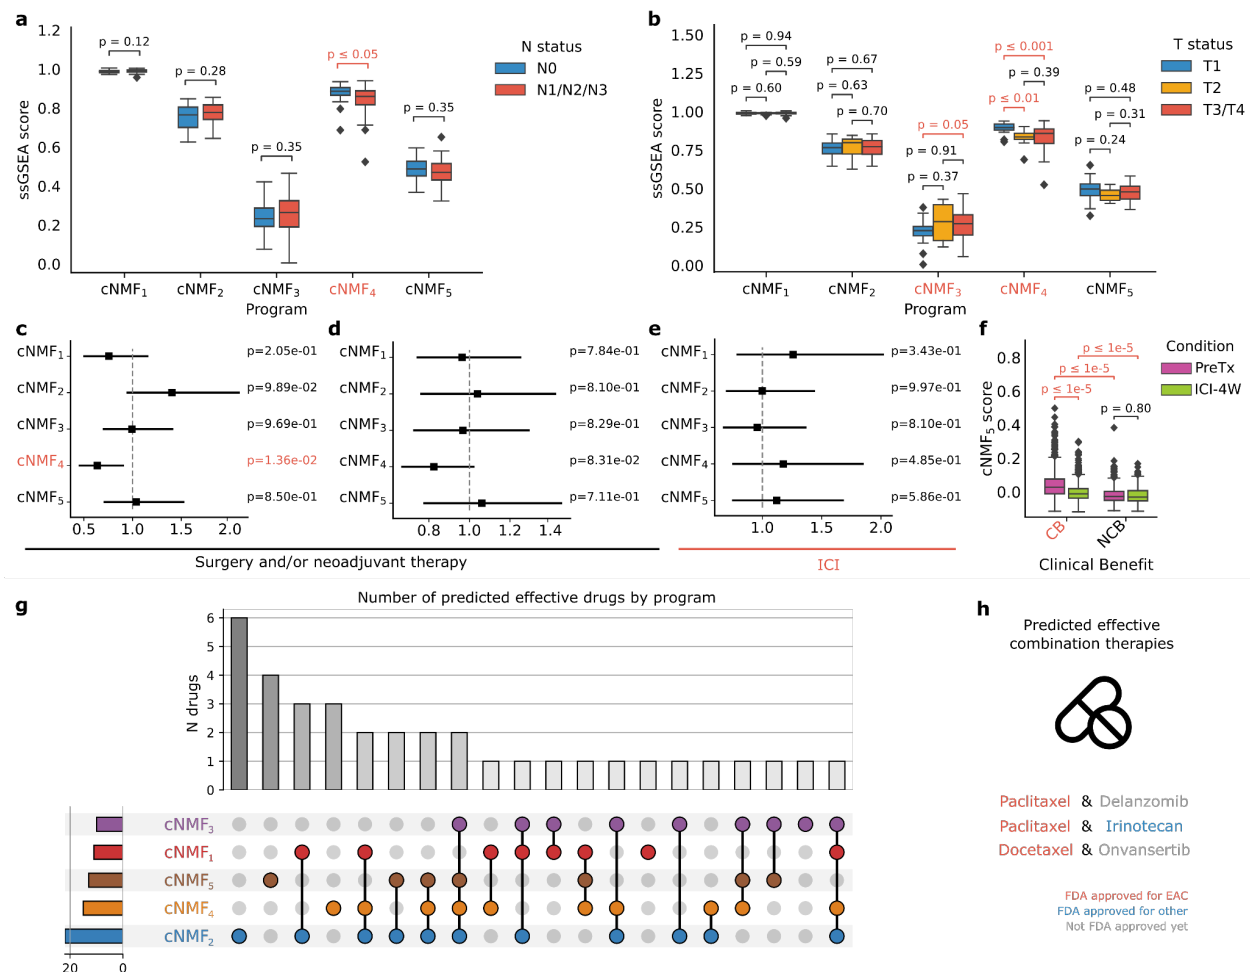 a
1.2
1.0
0.8
0.6
0.4
0.2
0.0
ssGSEA score
p = 0.12
p = 0.28
p = 0.35
p ≤ 0.05
p = 0.35
N status
N0
N1/N2/N3
cNMF1
cNMF2
cNMF3
cNMF4
cNMF5
Program
b
1.50
1.25
1.00
0.75
0.50
0.25
0.00
ssGSEA score
p = 0.94
p = 0.59
p = 0.60
p = 0.67
p = 0.63
p = 0.70
p = 0.05
p = 0.91
p = 0.37
p ≤ 0.001
p = 0.39
p ≤ 0.01
p = 0.48
p = 0.31
p = 0.24
T status
T1
T2
T3/T4
cNMF1
cNMF2
cNMF3
cNMF4
cNMF5
Program
c
cNMF1
p=2.05e-01
cNMF2
p=9.89e-02
cNMF3
p=9.69e-01
cNMF4
p=1.36e-02
cNMF5
p=8.50e-01
0.5
1.0
1.5
2.0
d
cNMF1
p=7.84e-01
cNMF2
p=8.10e-01
cNMF3
p=8.29e-01
cNMF4
p=8.31e-02
cNMF5
p=7.11e-01
0.8
1.0
1.2
1.4
Surgery and/or neoadjuvant therapy
e
cNMF1
p=3.43e-01
cNMF2
p=9.97e-01
cNMF3
p=8.10e-01
cNMF4
p=4.85e-01
cNMF5
p=5.86e-01
1.0
1.5
2.0
ICI
f
0.8
0.6
0.4
0.2
0.0
cNMF5 score
p ≤ 1e-5
p ≤ 1e-5
p ≤ 1e-5
p = 0.80
Condition
PreTx
ICI-4W
CB
NCB
Clinical Benefit
g
Number of predicted effective drugs by program
6
5
4
3
2
1
0
N drugs
cNMF3
cNMF1
cNMF5
cNMF4
cNMF2
20
0
h
Predicted effective
combination therapies
Paclitaxel & Delanzomib
Paclitaxel & Irinotecan
Docetaxel & Onvansertib
FDA approved for EAC
FDA approved for other
Not FDA approved yet